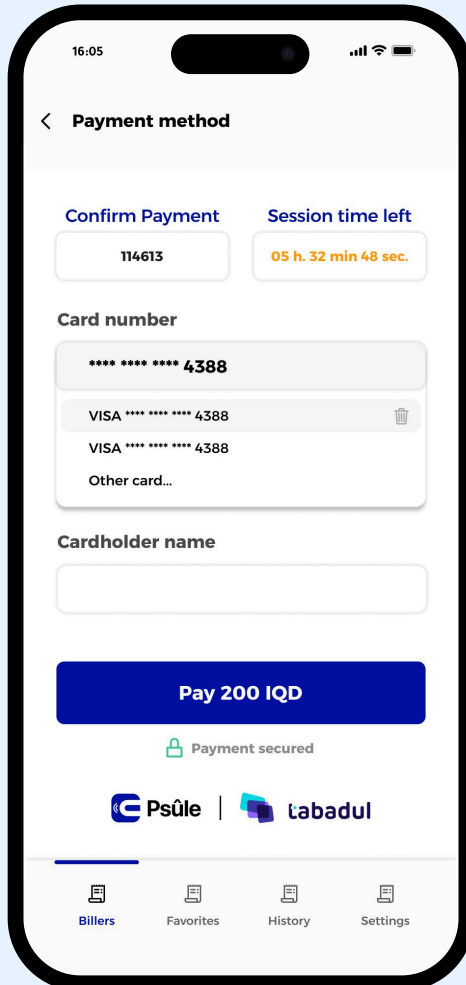 16:05
Payment method
Confirm Payment
Session time left
114613
05 h. 32 min 48 sec.
Card number
**** **** **** 4388
VISA **** **** **** 4388
VISA **** **** **** 4388
Other card...
Cardholder name
Pay 200 IQD
Payment secured
Psûle | tabadul
Billers Favorites History Settings